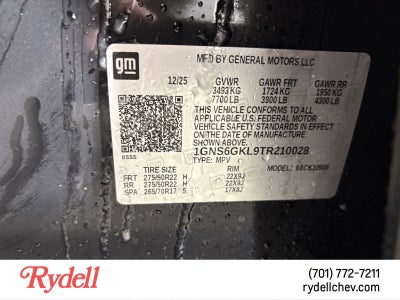 gm
MFD BY GENERAL MOTORS LLC
12/25 GVWR GAWR FRT GAWR RR
3493 KG 1724 KG 1950 KG
7700 LB 3800 LB 4300 LB
THIS VEHICLE CONFORMS TO ALL
APPLICABLE U.S. FEDERAL MOTOR
VEHICLE SAFETY STANDARDS IN
EFFECT ON THE DATE OF
MANUFACTURE SHOWN ABOVE.
1GNS6GKL9TR210028
TYPE: MPV
TIRE SIZE RIM
FRT 275/50R22 H 22X9J
RR 275/50R22 H 22X9J
SPA 265/70R17 S 17X8J
Rydell
(701) 772-7211
rydellchev.com